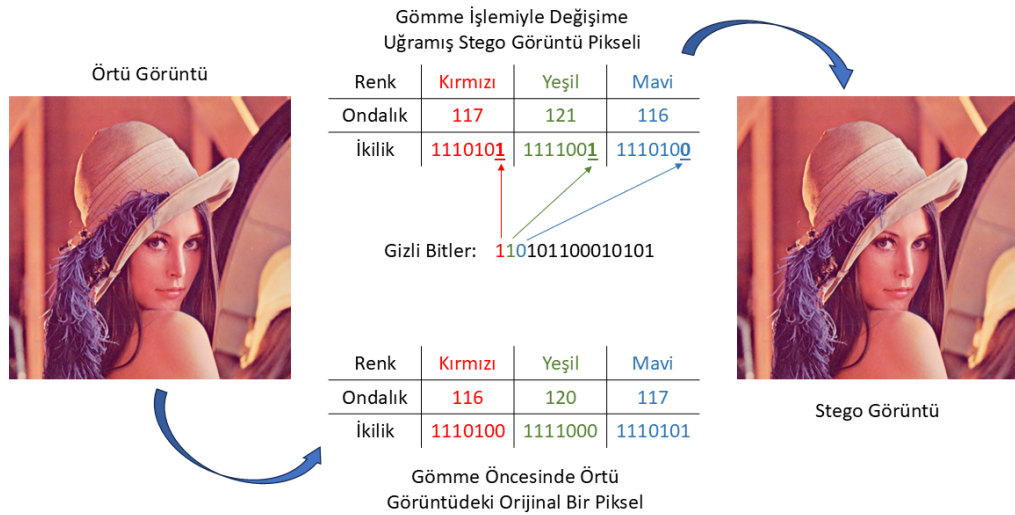 Gömme İşlemiyle Değişime
Uğramış Stego Görüntü Pikseli
Örtü Görüntü
Renk Kırmızı Yeşil Mavi
Ondalık 117 121 116
İkilik 1110101 1111001 1110100
Gizli Bitler: 110101100010101
Renk Kırmızı Yeşil Mavi
Ondalık 116 120 117
İkilik 1110100 1111000 1110101
Stego Görüntü
Gömme Öncesinde Örtü
Görüntüdeki Orijinal Bir Piksel